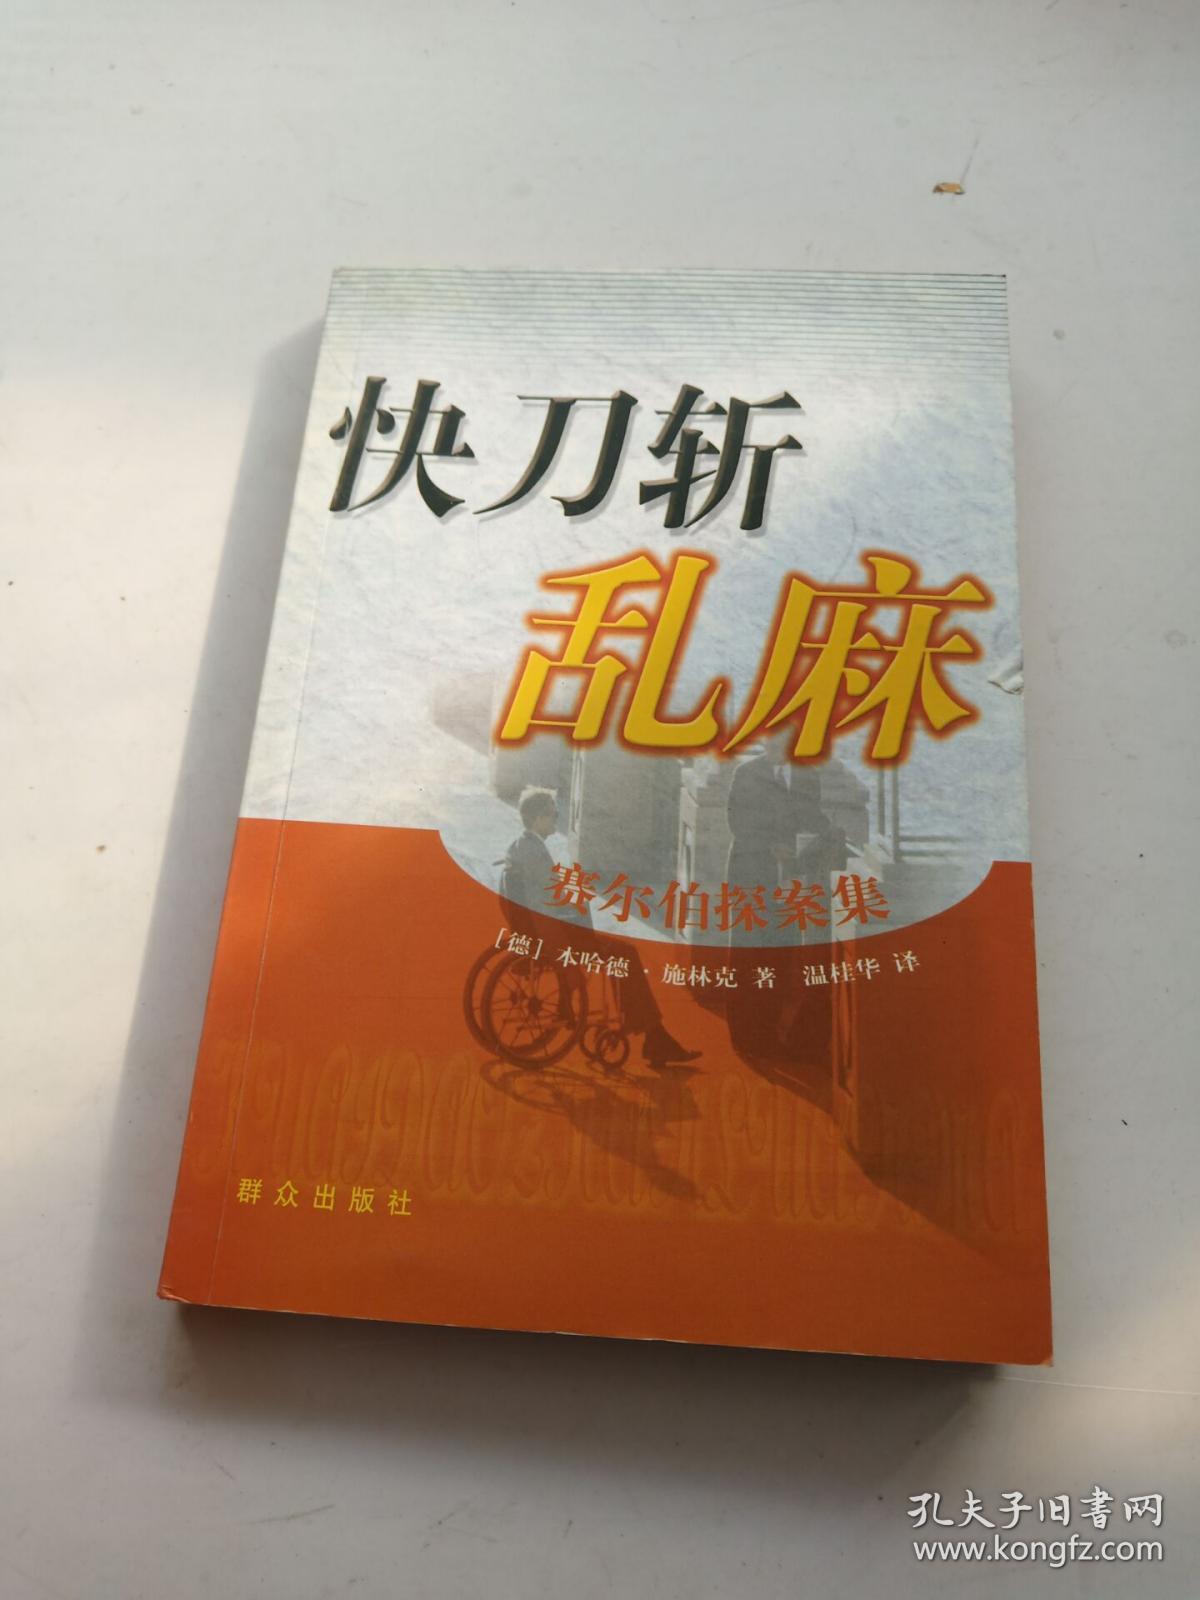 快刀斩
乱麻
赛尔伯探案集
[德] 本哈德·施林克 著 温桂华 译
群众出版社
孔夫子旧书网
www.kongfz.com